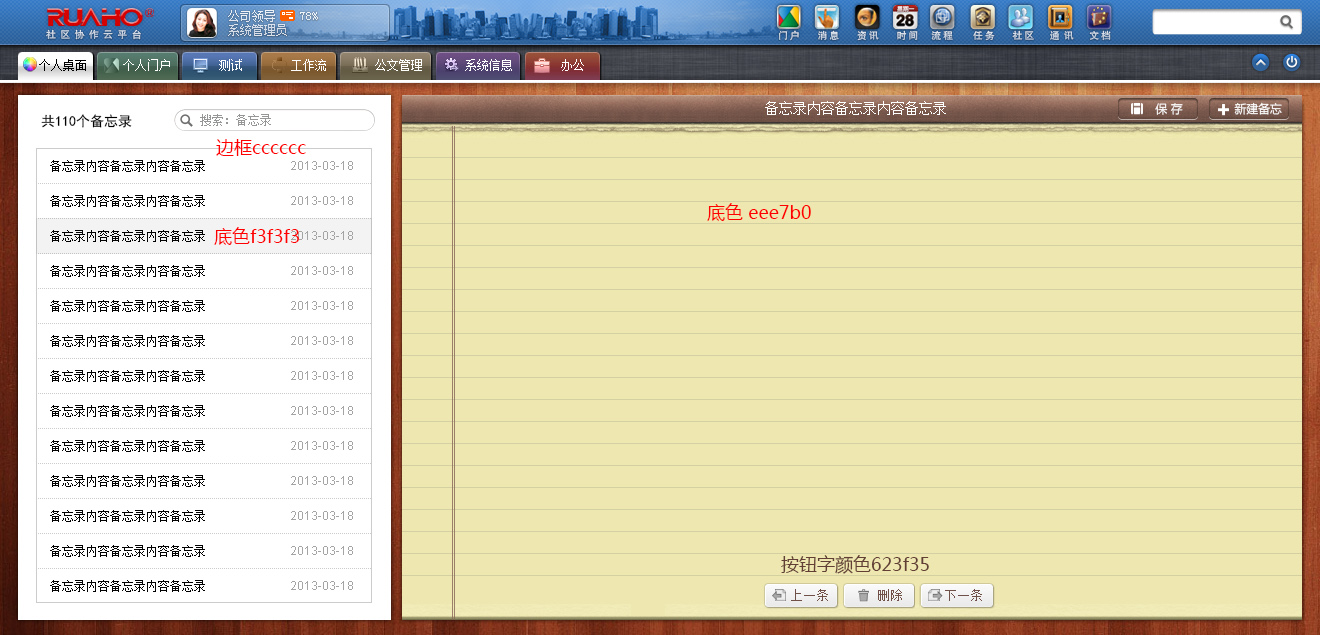 RUAHO®
社区协作云平台
公司领导 78%
系统管理员
门户 消息 资讯 时间 流程 任务 社区 通讯 文档
星期一
28
个人桌面 个人门户 测试 工作流 公文管理 系统信息 办公
共110个备忘录
搜索：备忘录
边框cccccc
备忘录内容备忘录内容备忘录 2013-03-18
备忘录内容备忘录内容备忘录 2013-03-18
备忘录内容备忘录内容备忘录 2013-03-18
底色f3f3f3
备忘录内容备忘录内容备忘录 2013-03-18
备忘录内容备忘录内容备忘录 2013-03-18
备忘录内容备忘录内容备忘录 2013-03-18
备忘录内容备忘录内容备忘录 2013-03-18
备忘录内容备忘录内容备忘录 2013-03-18
备忘录内容备忘录内容备忘录 2013-03-18
备忘录内容备忘录内容备忘录 2013-03-18
备忘录内容备忘录内容备忘录 2013-03-18
备忘录内容备忘录内容备忘录 2013-03-18
备忘录内容备忘录内容备忘录 2013-03-18
备忘录内容备忘录内容备忘录
保存 新建备忘
底色 eee7b0
按钮字颜色623f35
上一条 删除 下一条